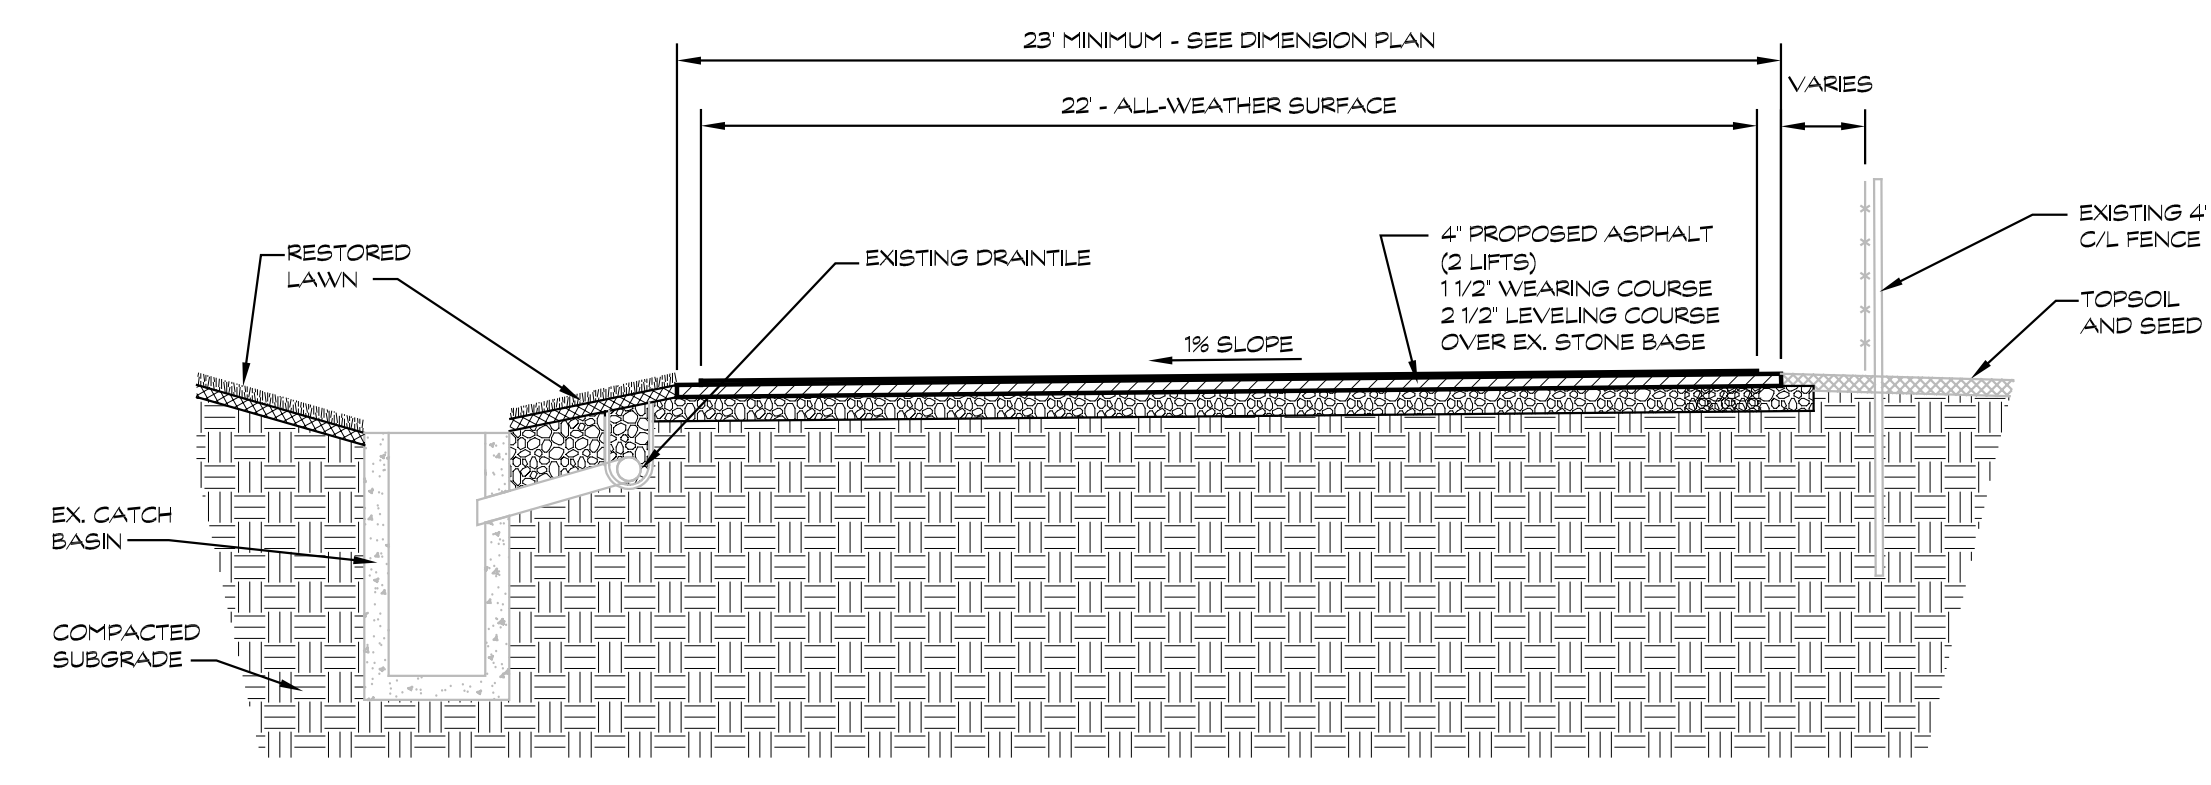 23' MINIMUM - SEE DIMENSION PLAN
VARIES
22' - ALL-WEATHER SURFACE
EXISTING 4'
C/L FENCE
4" PROPOSED ASPHALT
(2 LIFTS)
1 1/2" WEARING COURSE
2 1/2" LEVELING COURSE
OVER EX. STONE BASE
RESTORED
LAWN
EXISTING DRAINTILE
TOPSOIL
AND SEED
1% SLOPE
EX. CATCH
BASIN
COMPACTED
SUBGRADE